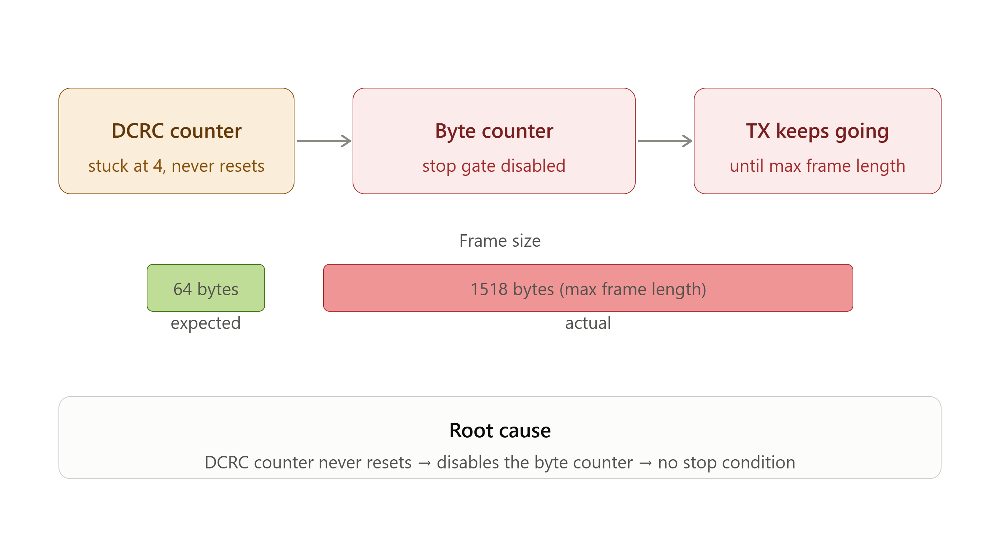 DCRC counter
stuck at 4, never resets
Byte counter
stop gate disabled
TX keeps going
until max frame length
Frame size
64 bytes
1518 bytes (max frame length)
expected
actual
Root cause
DCRC counter never resets → disables the byte counter → no stop condition